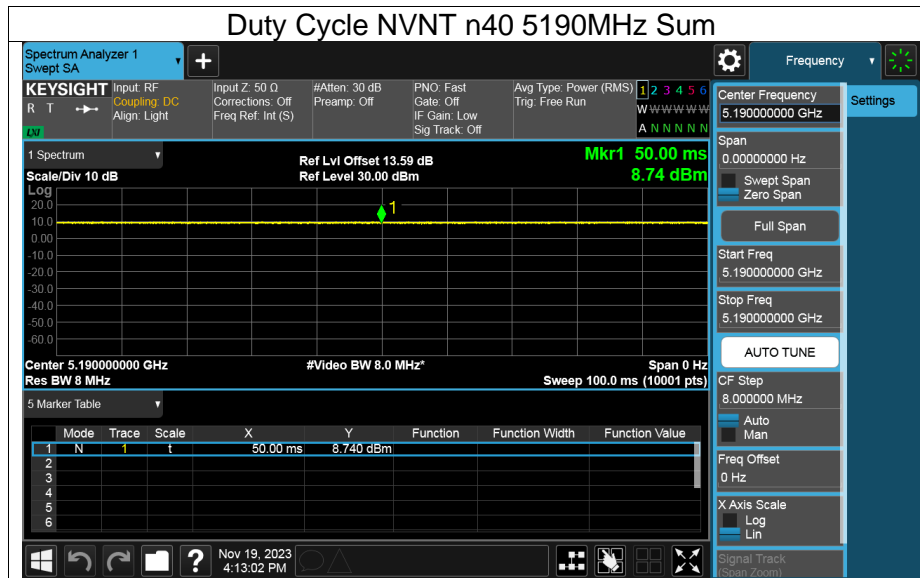 Duty Cycle NVNT n40 5190MHz Sum
Spectrum Analyzer 1
Swept SA
+
Frequency
KEYSIGHT
R T
LXI
Input: RF
Coupling: DC
Align: Light
Input Z: 50 Ω
Corrections: Off
Freq Ref: Int (S)
#Atten: 30 dB
Preamp: Off
PNO: Fast
Gate: Off
IF Gain: Low
Sig Track: Off
Avg Type: Power (RMS)
Trig: Free Run
1 2 3 4 5 6
W W W W W W
A N N N N N
1 Spectrum
Scale/Div 10 dB
Ref Lvl Offset 13.59 dB
Ref Level 30.00 dBm
Mkr1 50.00 ms
8.74 dBm
Log
20.0
10.0
0.00
-10.0
-20.0
-30.0
-40.0
-50.0
-60.0
1
Center 5.190000000 GHz
Res BW 8 MHz
#Video BW 8.0 MHz*
Span 0 Hz
Sweep 100.0 ms (10001 pts)
5 Marker Table
Mode Trace Scale X Y Function Function Width Function Value
1 N 1 t 50.00 ms 8.740 dBm
2
3
4
5
6
Nov 19, 2023
4:13:02 PM
?
Center Frequency
5.190000000 GHz
Settings
Span
0.00000000 Hz
Swept Span
Zero Span
Full Span
Start Freq
5.190000000 GHz
Stop Freq
5.190000000 GHz
AUTO TUNE
CF Step
8.000000 MHz
Auto
Man
Freq Offset
0 Hz
X Axis Scale
Log
Lin
Signal Track
(Span Zoom)